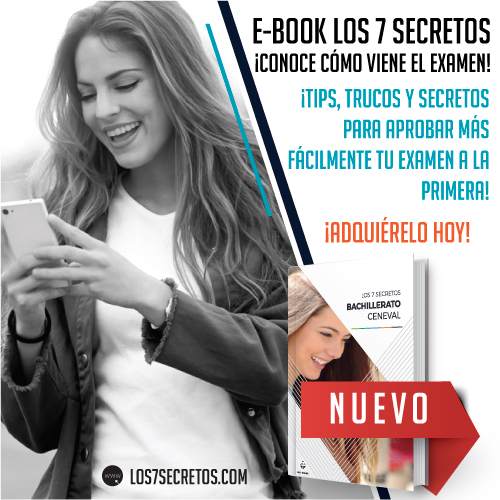 E-BOOK LOS 7 SECRETOS
¡CONOCE CÓMO VIENE EL EXAMEN!
¡TIPS, TRUCOS Y SECRETOS
PARA APROBAR MÁS
FÁCILMENTE TU EXAMEN A LA
PRIMERA!
¡ADQUIÉRELO HOY!
LOS 7 SECRETOS
BACHILLERATO
CENEVAL
NUEVO
WWW
LOS7SECRETOS.COM